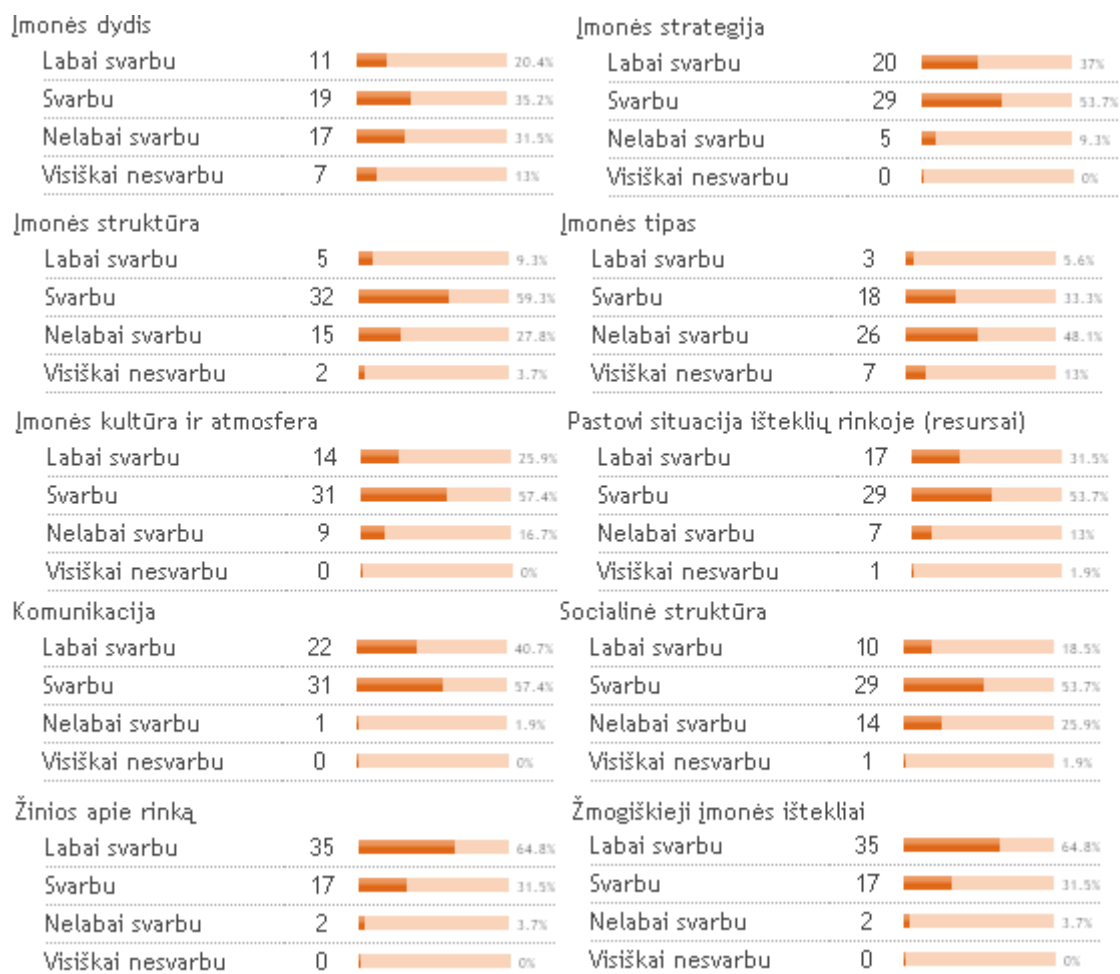 Įmonės dydis
Labai svarbu 11 20.4%
Svarbu 19 35.2%
Nelabai svarbu 17 31.5%
Visiškai nesvarbu 7 13%
Įmonės strategija
Labai svarbu 20 37%
Svarbu 29 53.7%
Nelabai svarbu 5 9.3%
Visiškai nesvarbu 0 0%
Įmonės struktūra
Labai svarbu 5 9.3%
Svarbu 32 59.3%
Nelabai svarbu 15 27.8%
Visiškai nesvarbu 2 3.7%
Įmonės tipas
Labai svarbu 3 5.6%
Svarbu 18 33.3%
Nelabai svarbu 26 48.1%
Visiškai nesvarbu 7 13%
Įmonės kultūra ir atmosfera
Labai svarbu 14 25.9%
Svarbu 31 57.4%
Nelabai svarbu 9 16.7%
Visiškai nesvarbu 0 0%
Pastovi situacija išteklių rinkoje (resursai)
Labai svarbu 17 31.5%
Svarbu 29 53.7%
Nelabai svarbu 7 13%
Visiškai nesvarbu 1 1.9%
Komunikacija
Labai svarbu 22 40.7%
Svarbu 31 57.4%
Nelabai svarbu 1 1.9%
Visiškai nesvarbu 0 0%
Socialinė struktūra
Labai svarbu 10 18.5%
Svarbu 29 53.7%
Nelabai svarbu 14 25.9%
Visiškai nesvarbu 1 1.9%
Žinios apie rinką
Labai svarbu 35 64.8%
Svarbu 17 31.5%
Nelabai svarbu 2 3.7%
Visiškai nesvarbu 0 0%
Žmogiškieji įmonės ištekliai
Labai svarbu 35 64.8%
Svarbu 17 31.5%
Nelabai svarbu 2 3.7%
Visiškai nesvarbu 0 0%